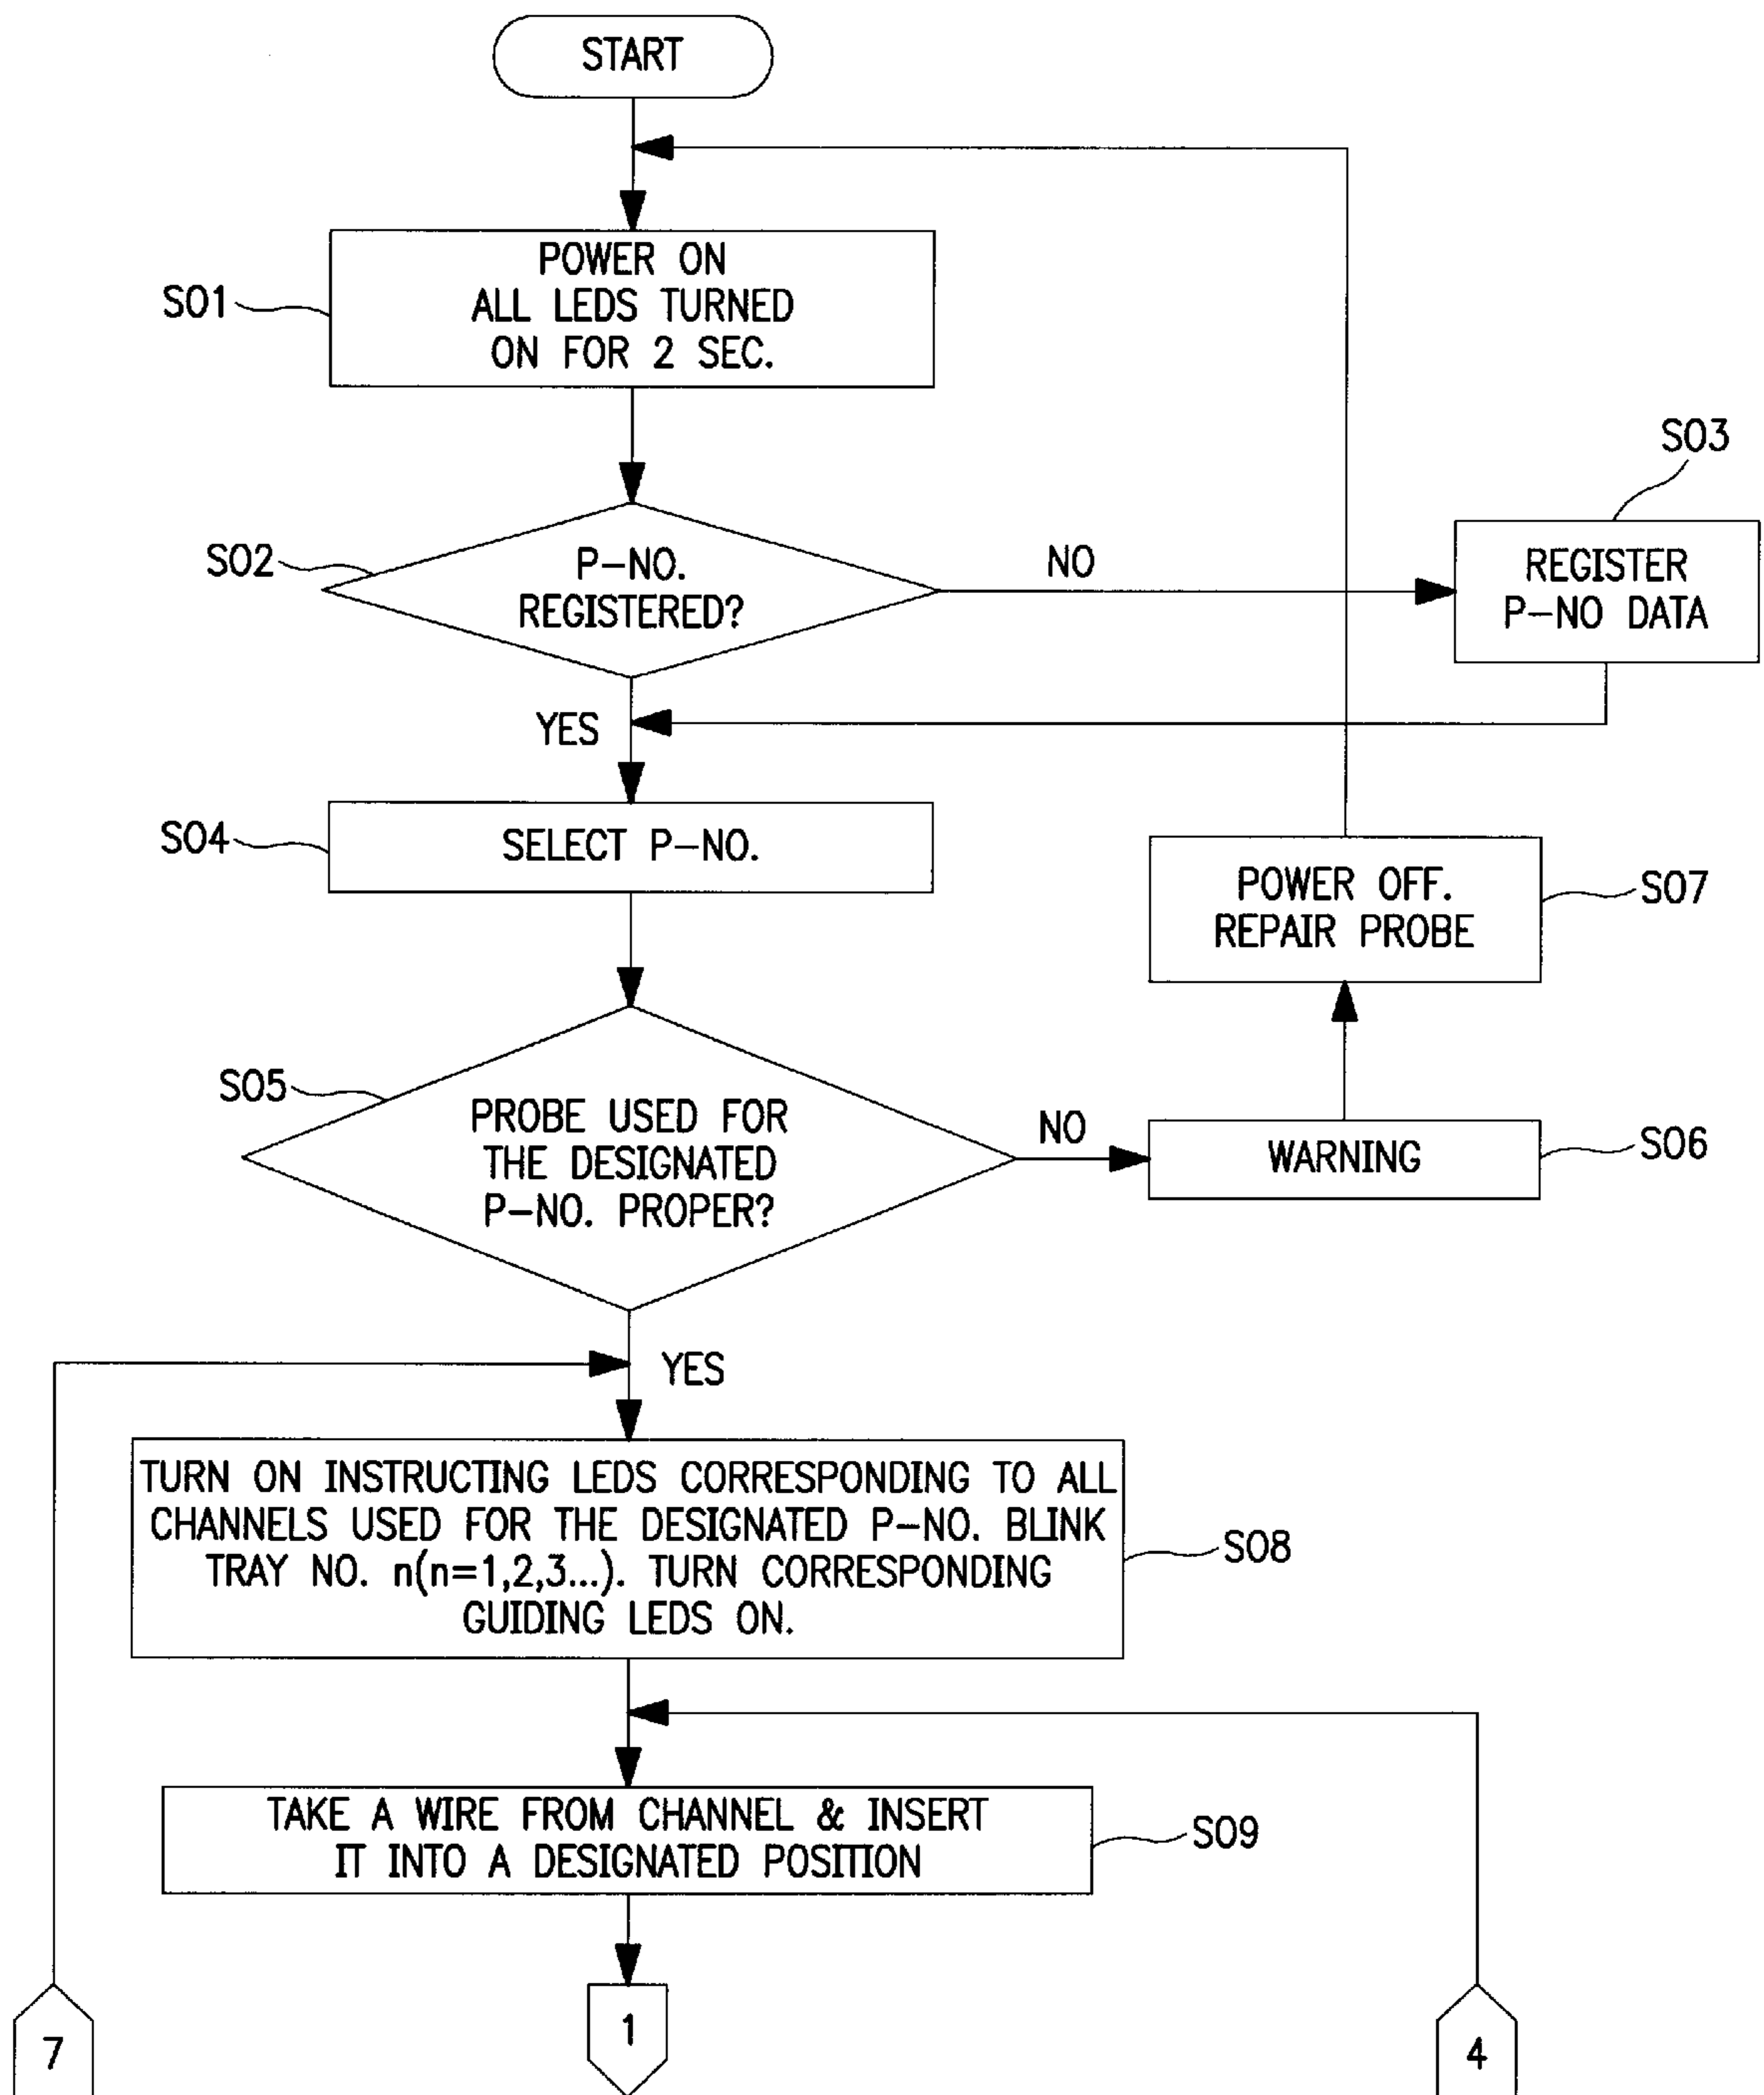 START
S01
POWER ON
ALL LEDS TURNED
ON FOR 2 SEC.
S02
P-NO.
REGISTERED?
NO
S03
REGISTER
P-NO DATA
YES
S04
SELECT P-NO.
S05
PROBE USED FOR
THE DESIGNATED
P-NO. PROPER?
NO
WARNING
S06
POWER OFF.
REPAIR PROBE
S07
YES
TURN ON INSTRUCTING LEDS CORRESPONDING TO ALL
CHANNELS USED FOR THE DESIGNATED P-NO. BLINK
TRAY NO. n(n=1,2,3...). TURN CORRESPONDING
GUIDING LEDS ON.
S08
TAKE A WIRE FROM CHANNEL & INSERT
IT INTO A DESIGNATED POSITION
S09
7
1
4